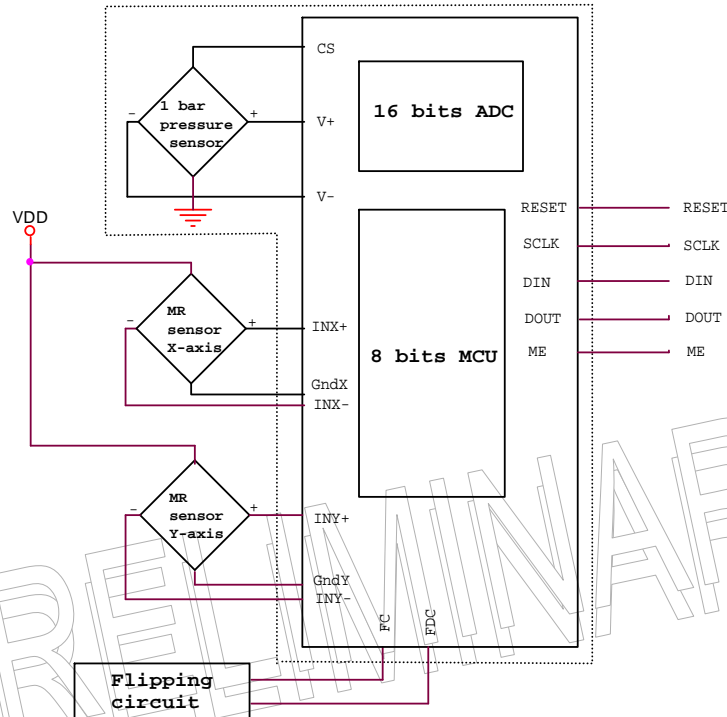 CS
1 bar
pressure
sensor
-
+
V+
V-
16 bits ADC
8 bits MCU
RESET
RESET
SCLK
SCLK
DIN
DIN
DOUT
DOUT
ME
ME
VDD
MR
sensor
X-axis
-
+
INX+
GndX
INX-
MR
sensor
Y-axis
-
+
INY+
GndY
INY-
FC
FDC
Flipping
circuit